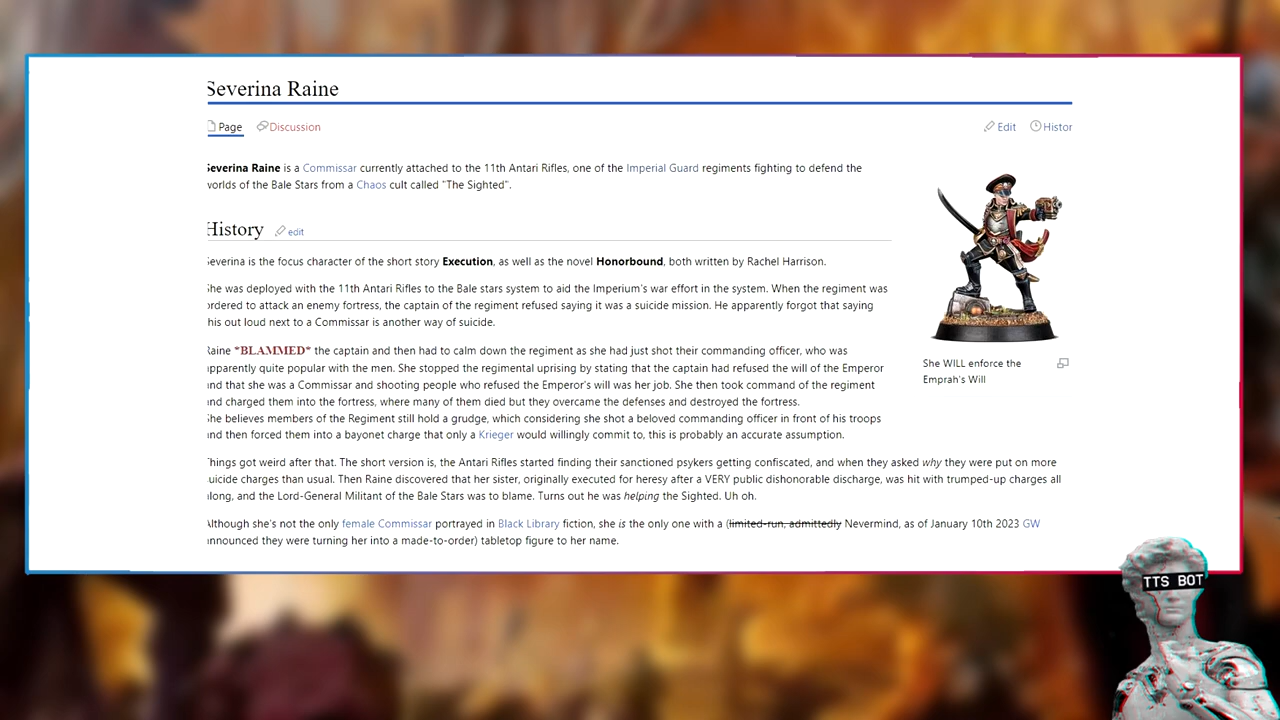 Severina Raine
Page Discussion Edit Histor
Severina Raine is a Commissar currently attached to the 11th Antari Rifles, one of the Imperial Guard regiments fighting to defend the
worlds of the Bale Stars from a Chaos cult called "The Sighted".
History edit
Severina is the focus character of the short story Execution, as well as the novel Honorbound, both written by Rachel Harrison.
She was deployed with the 11th Antari Rifles to the Bale stars system to aid the Imperium's war effort in the system. When the regiment was
ordered to attack an enemy fortress, the captain of the regiment refused saying it was a suicide mission. He apparently forgot that saying
this out loud next to a Commissar is another way of suicide.
Raine *BLAMMED* the captain and then had to calm down the regiment as she had just shot their commanding officer, who was
apparently quite popular with the men. She stopped the regimental uprising by stating that the captain had refused the will of the Emperor
and that she was a Commissar and shooting people who refused the Emperor's will was her job. She then took command of the regiment
and charged them into the fortress, where many of them died but they overcame the defenses and destroyed the fortress.
She believes members of the Regiment still hold a grudge, which considering she shot a beloved commanding officer in front of his troops
and then forced them into a bayonet charge that only a Krieger would willingly commit to, this is probably an accurate assumption.
Things got weird after that. The short version is, the Antari Rifles started finding their sanctioned psykers getting confiscated, and when they asked why they were put on more
suicide charges than usual. Then Raine discovered that her sister, originally executed for heresy after a VERY public dishonorable discharge, was hit with trumped-up charges all
along, and the Lord-General Militant of the Bale Stars was to blame. Turns out he was helping the Sighted. Uh oh.
Although she's not the only female Commissar portrayed in Black Library fiction, she is the only one with a (limited-run, admittedly Nevermind, as of January 10th 2023 GW
announced they were turning her into a made-to-order) tabletop figure to her name.
She WILL enforce the
Emprah's Will
TTS BOT